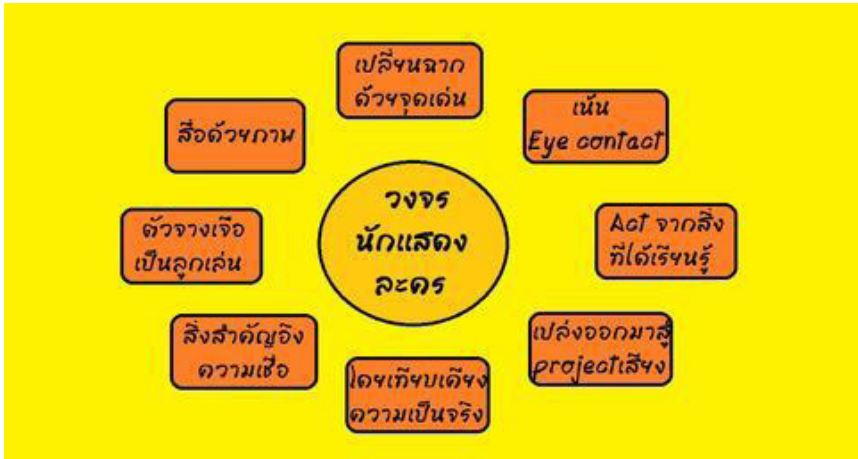 เปลี่ยนฉาก
ด้วยจุดเด่น
เน้น
Eye contact
Act จากสิ่ง
ที่ได้เรียนรู้
เปล่งออกมาสู่
projectเสียง
โดยเทียบเคียง
ความเป็นจริง
สิ่งสำคัญอิง
ความเชื่อ
ตัวจางเจือ
เป็นลูกเล่น
สื่อด้วยภาพ
วงจร
นักแสดง
ละคร